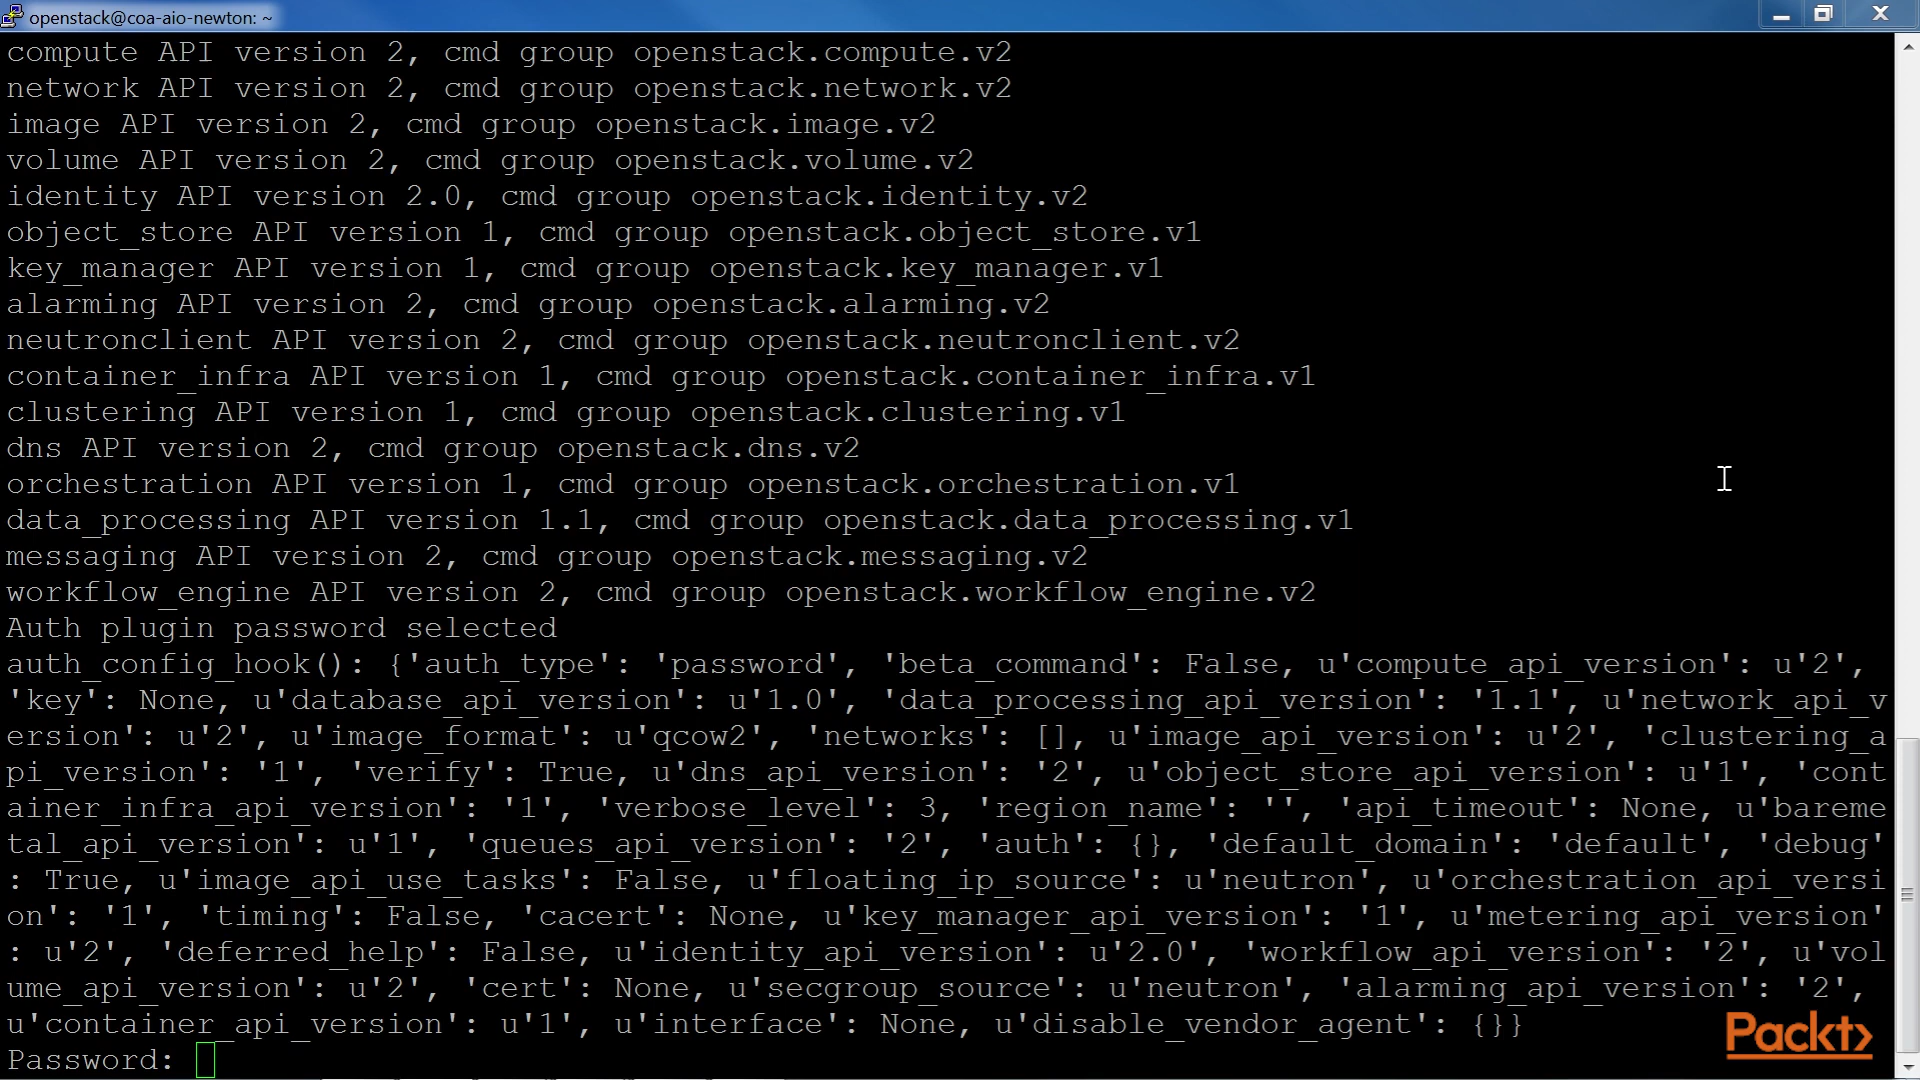 openstack@coa-aio-newton: ~
compute API version 2, cmd group openstack.compute.v2
network API version 2, cmd group openstack.network.v2
image API version 2, cmd group openstack.image.v2
volume API version 2, cmd group openstack.volume.v2
identity API version 2.0, cmd group openstack.identity.v2
object_store API version 1, cmd group openstack.object_store.v1
key_manager API version 1, cmd group openstack.key_manager.v1
alarming API version 2, cmd group openstack.alarming.v2
neutronclient API version 2, cmd group openstack.neutronclient.v2
container_infra API version 1, cmd group openstack.container_infra.v1
clustering API version 1, cmd group openstack.clustering.v1
dns API version 2, cmd group openstack.dns.v2
orchestration API version 1, cmd group openstack.orchestration.v1
data_processing API version 1.1, cmd group openstack.data_processing.v1
messaging API version 2, cmd group openstack.messaging.v2
workflow_engine API version 2, cmd group openstack.workflow_engine.v2
Auth plugin password selected
auth_config_hook(): {'auth_type': 'password', 'beta_command': False, u'compute_api_version': u'2',
'key': None, u'database_api_version': u'1.0', 'data_processing_api_version': '1.1', u'network_api_v
ersion': u'2', u'image_format': u'qcow2', 'networks': [], u'image_api_version': u'2', 'clustering_a
pi_version': '1', 'verify': True, u'dns_api_version': '2', u'object_store_api_version': u'1', 'cont
ainer_infra_api_version': '1', 'verbose_level': 3, 'region_name': '', 'api_timeout': None, u'bareme
tal_api_version': u'1', 'queues_api_version': '2', 'auth': {}, 'default_domain': 'default', 'debug'
: True, u'image_api_use_tasks': False, u'floating_ip_source': u'neutron', u'orchestration_api_versi
on': '1', 'timing': False, 'cacert': None, u'key_manager_api_version': '1', u'metering_api_version'
: u'2', 'deferred_help': False, u'identity_api_version': u'2.0', 'workflow_api_version': '2', u'vol
ume_api_version': u'2', 'cert': None, u'secgroup_source': u'neutron', 'alarming_api_version': '2',
u'container_api_version': u'1', u'interface': None, u'disable_vendor_agent': {}}
Password:
Packt>